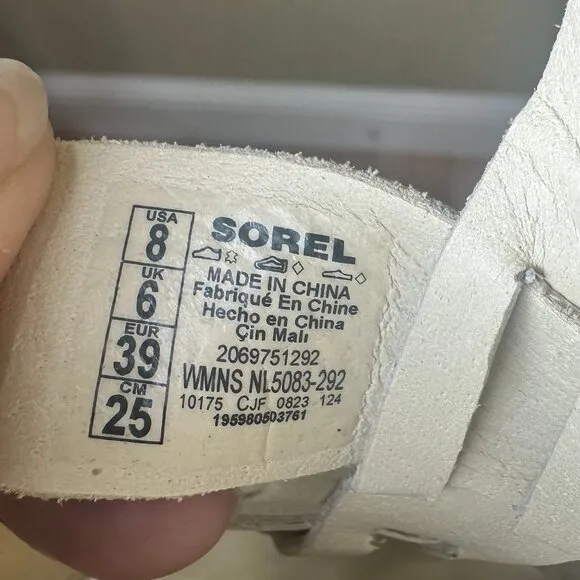 USA
8
UK
6
EUR
39
CM
25
SOREL
MADE IN CHINA
Fabriqué En Chine
Hecho en China
Çin Malı
2069751292
WMNS NL5083-292
10175 CJF 0823 124
195980503761